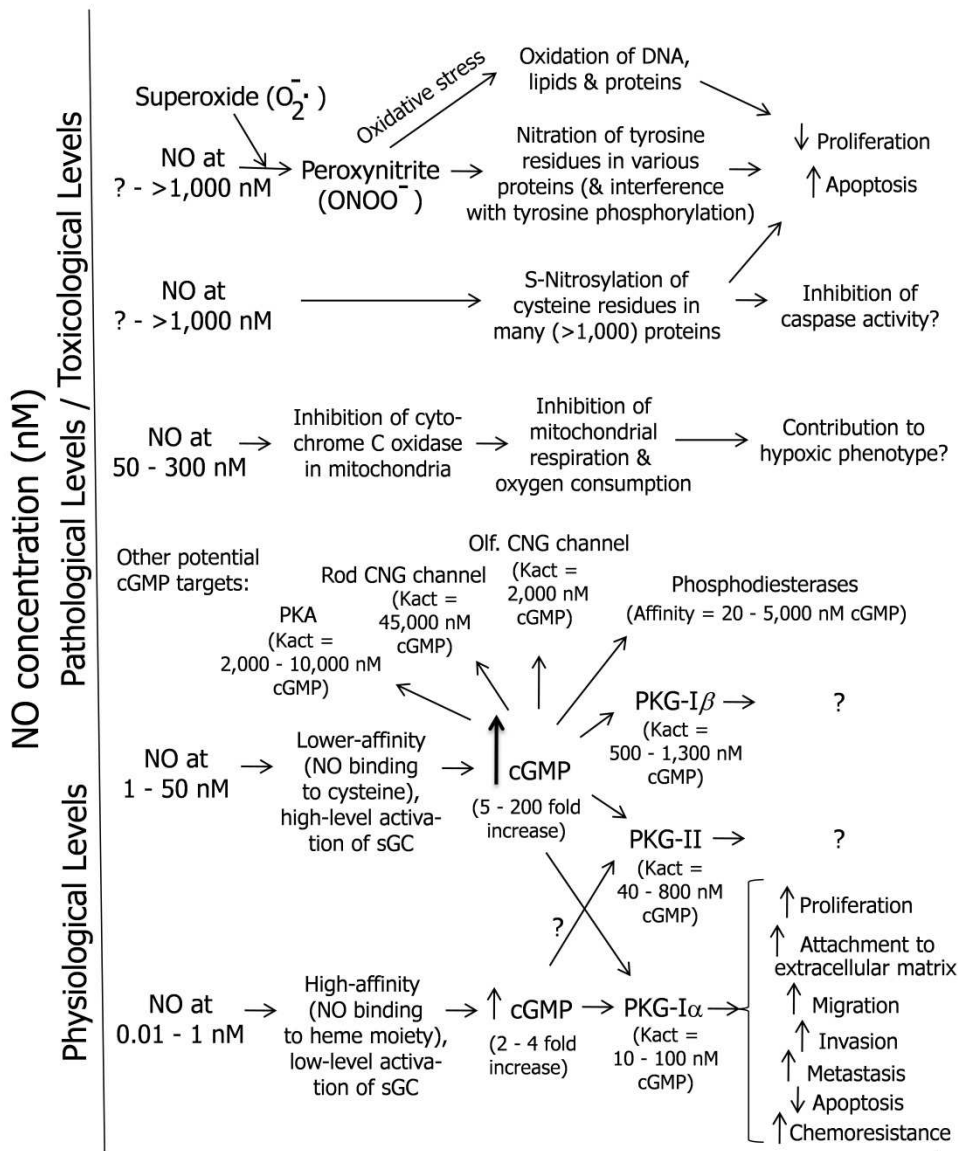 NO concentration (nM)
Pathological Levels / Toxicological Levels
Physiological Levels
Superoxide (O₂⁻·)
NO at
? - >1,000 nM
Peroxynitrite
(ONOO⁻)
Oxidative stress
Oxidation of DNA,
lipids & proteins
Nitration of tyrosine
residues in various
proteins (& interference
with tyrosine phosphorylation)
↓ Proliferation
↑ Apoptosis
NO at
? - >1,000 nM
S-Nitrosylation of
cysteine residues in
many (>1,000) proteins
Inhibition of
caspase activity?
NO at
50 - 300 nM
Inhibition of cyto-
chrome C oxidase
in mitochondria
Inhibition of
mitochondrial
respiration &
oxygen consumption
Contribution to
hypoxic phenotype?
Other potential
cGMP targets:
PKA
(Kact =
2,000 - 10,000 nM
cGMP)
Rod CNG channel
(Kact =
45,000 nM
cGMP)
Olf. CNG channel
(Kact =
2,000 nM
cGMP)
Phosphodiesterases
(Affinity = 20 - 5,000 nM cGMP)
NO at
1 - 50 nM
Lower-affinity
(NO binding
to cysteine),
high-level activa-
tion of sGC
↑ cGMP
(5 - 200 fold
increase)
PKG-Iβ
(Kact =
500 - 1,300 nM
cGMP)
?
PKG-II
(Kact =
40 - 800 nM
cGMP)
?
?
NO at
0.01 - 1 nM
High-affinity
(NO binding
to heme moiety),
low-level activa-
tion of sGC
↑ cGMP
(2 - 4 fold
increase)
PKG-Iα
(Kact =
10 - 100 nM
cGMP)
↑ Proliferation
↑ Attachment to
extracellular matrix
↑ Migration
↑ Invasion
↑ Metastasis
↓ Apoptosis
↑ Chemoresistance